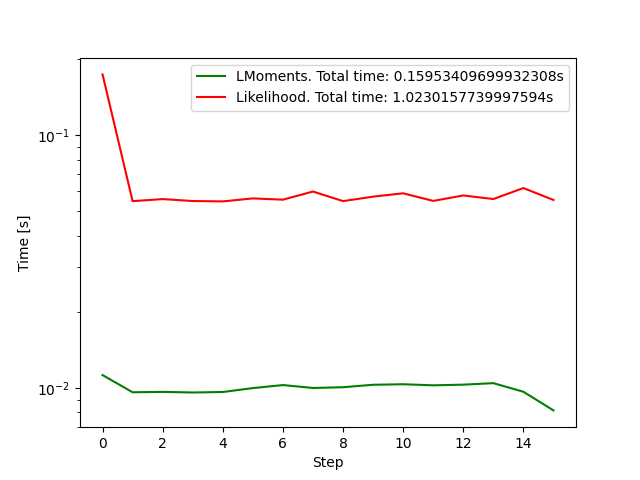 LMoments. Total time: 0.15953409699932308s
Likelihood. Total time: 1.0230157739997594s
10⁻¹
10⁻²
Time [s]
0 2 4 6 8 10 12 14
Step